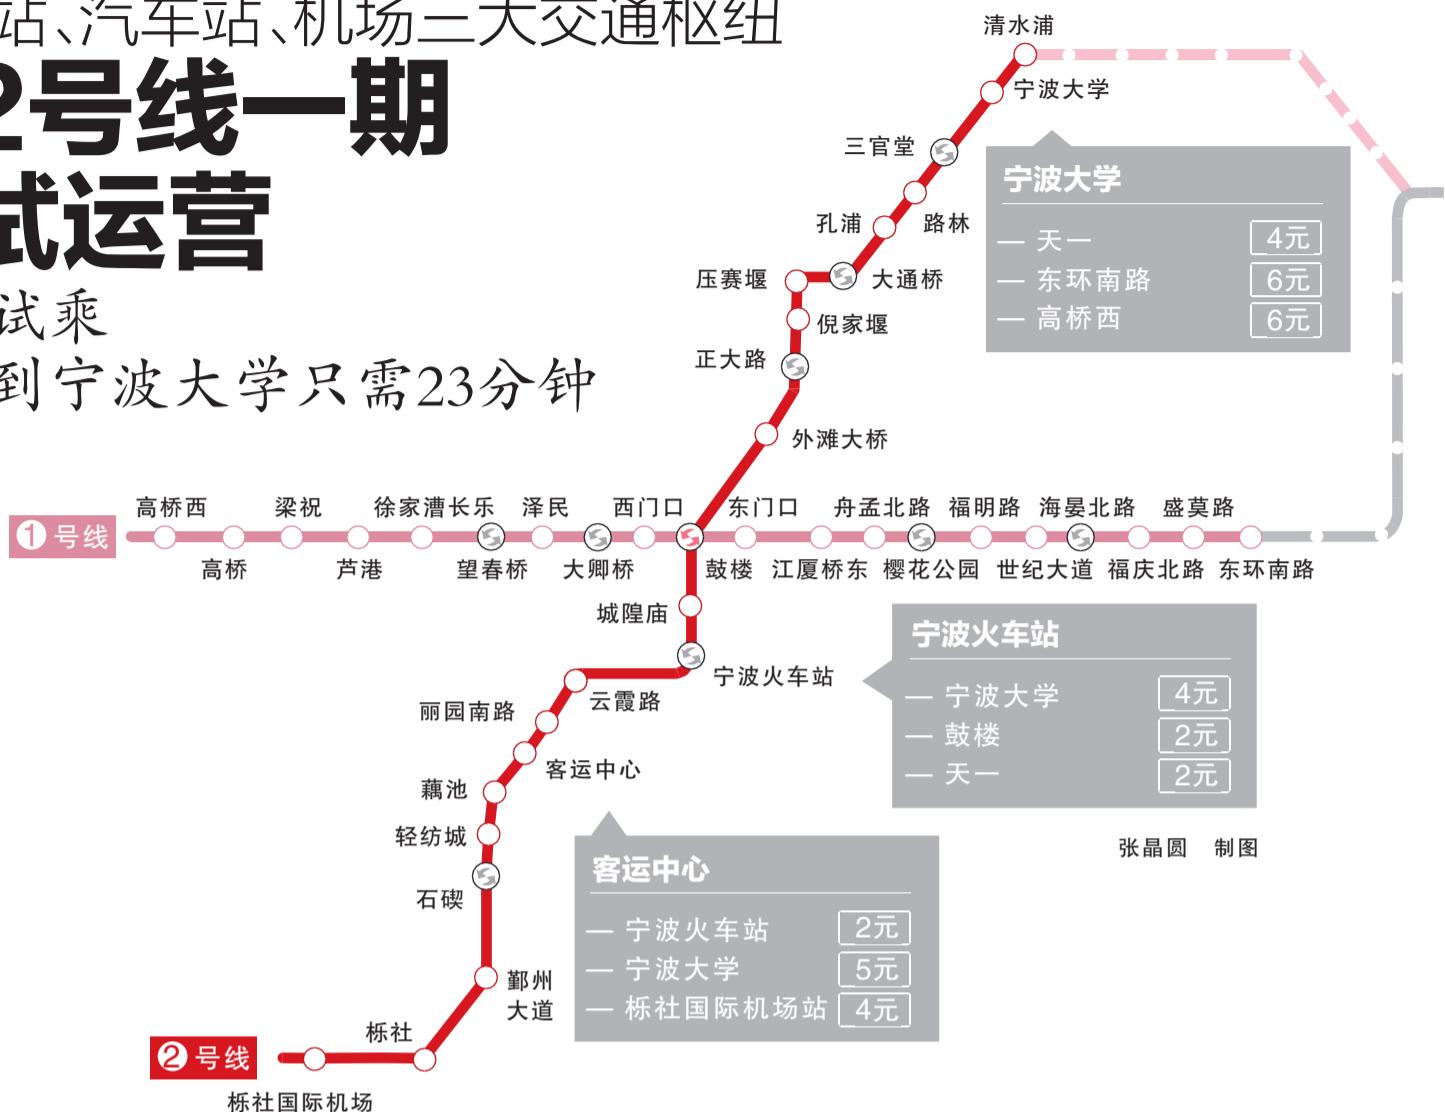 站、汽车站、机场三大交通枢纽
2号线一期
试运营
试乘
到宁波大学只需23分钟
清水浦
宁波大学
三官堂
路林
孔浦
大通桥
压赛堰
倪家堰
正大路
外滩大桥
宁波大学
— 天一 4元
— 东环南路 6元
— 高桥西 6元
1号线
高桥西
梁祝
徐家漕长乐
泽民
西门口
东门口
舟孟北路
福明路
海晏北路
盛莫路
高桥
芦港
望春桥
大卿桥
鼓楼
江厦桥东
樱花公园
世纪大道
福庆北路
东环南路
城隍庙
宁波火车站
云霞路
丽园南路
客运中心
藕池
轻纺城
石碶
鄞州
大道
栎社
2号线
栎社国际机场
宁波火车站
— 宁波大学 4元
— 鼓楼 2元
— 天一 2元
张晶圆 制图
客运中心
— 宁波火车站 2元
— 宁波大学 5元
— 栎社国际机场站 4元